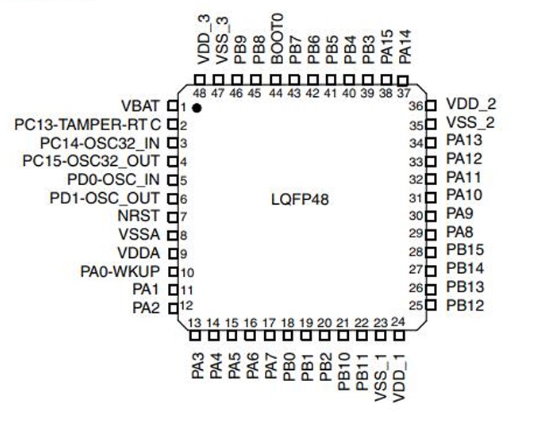 VDD_3
VSS_3
PB9
PB8
BOOT0
PB7
PB6
PB5
PB4
PB3
PA15
PA14
48 47 46 45 44 43 42 41 40 39 38 37
VBAT 1
PC13-TAMPER-RTC 2
PC14-OSC32_IN 3
PC15-OSC32_OUT 4
PD0-OSC_IN 5
PD1-OSC_OUT 6
NRST 7
VSSA 8
VDDA 9
PA0-WKUP 10
PA1 11
PA2 12
LQFP48
36 VDD_2
35 VSS_2
34 PA13
33 PA12
32 PA11
31 PA10
30 PA9
29 PA8
28 PB15
27 PB14
26 PB13
25 PB12
13 14 15 16 17 18 19 20 21 22 23 24
PA3
PA4
PA5
PA6
PA7
PB0
PB1
PB2
PB10
PB11
VSS_1
VDD_1